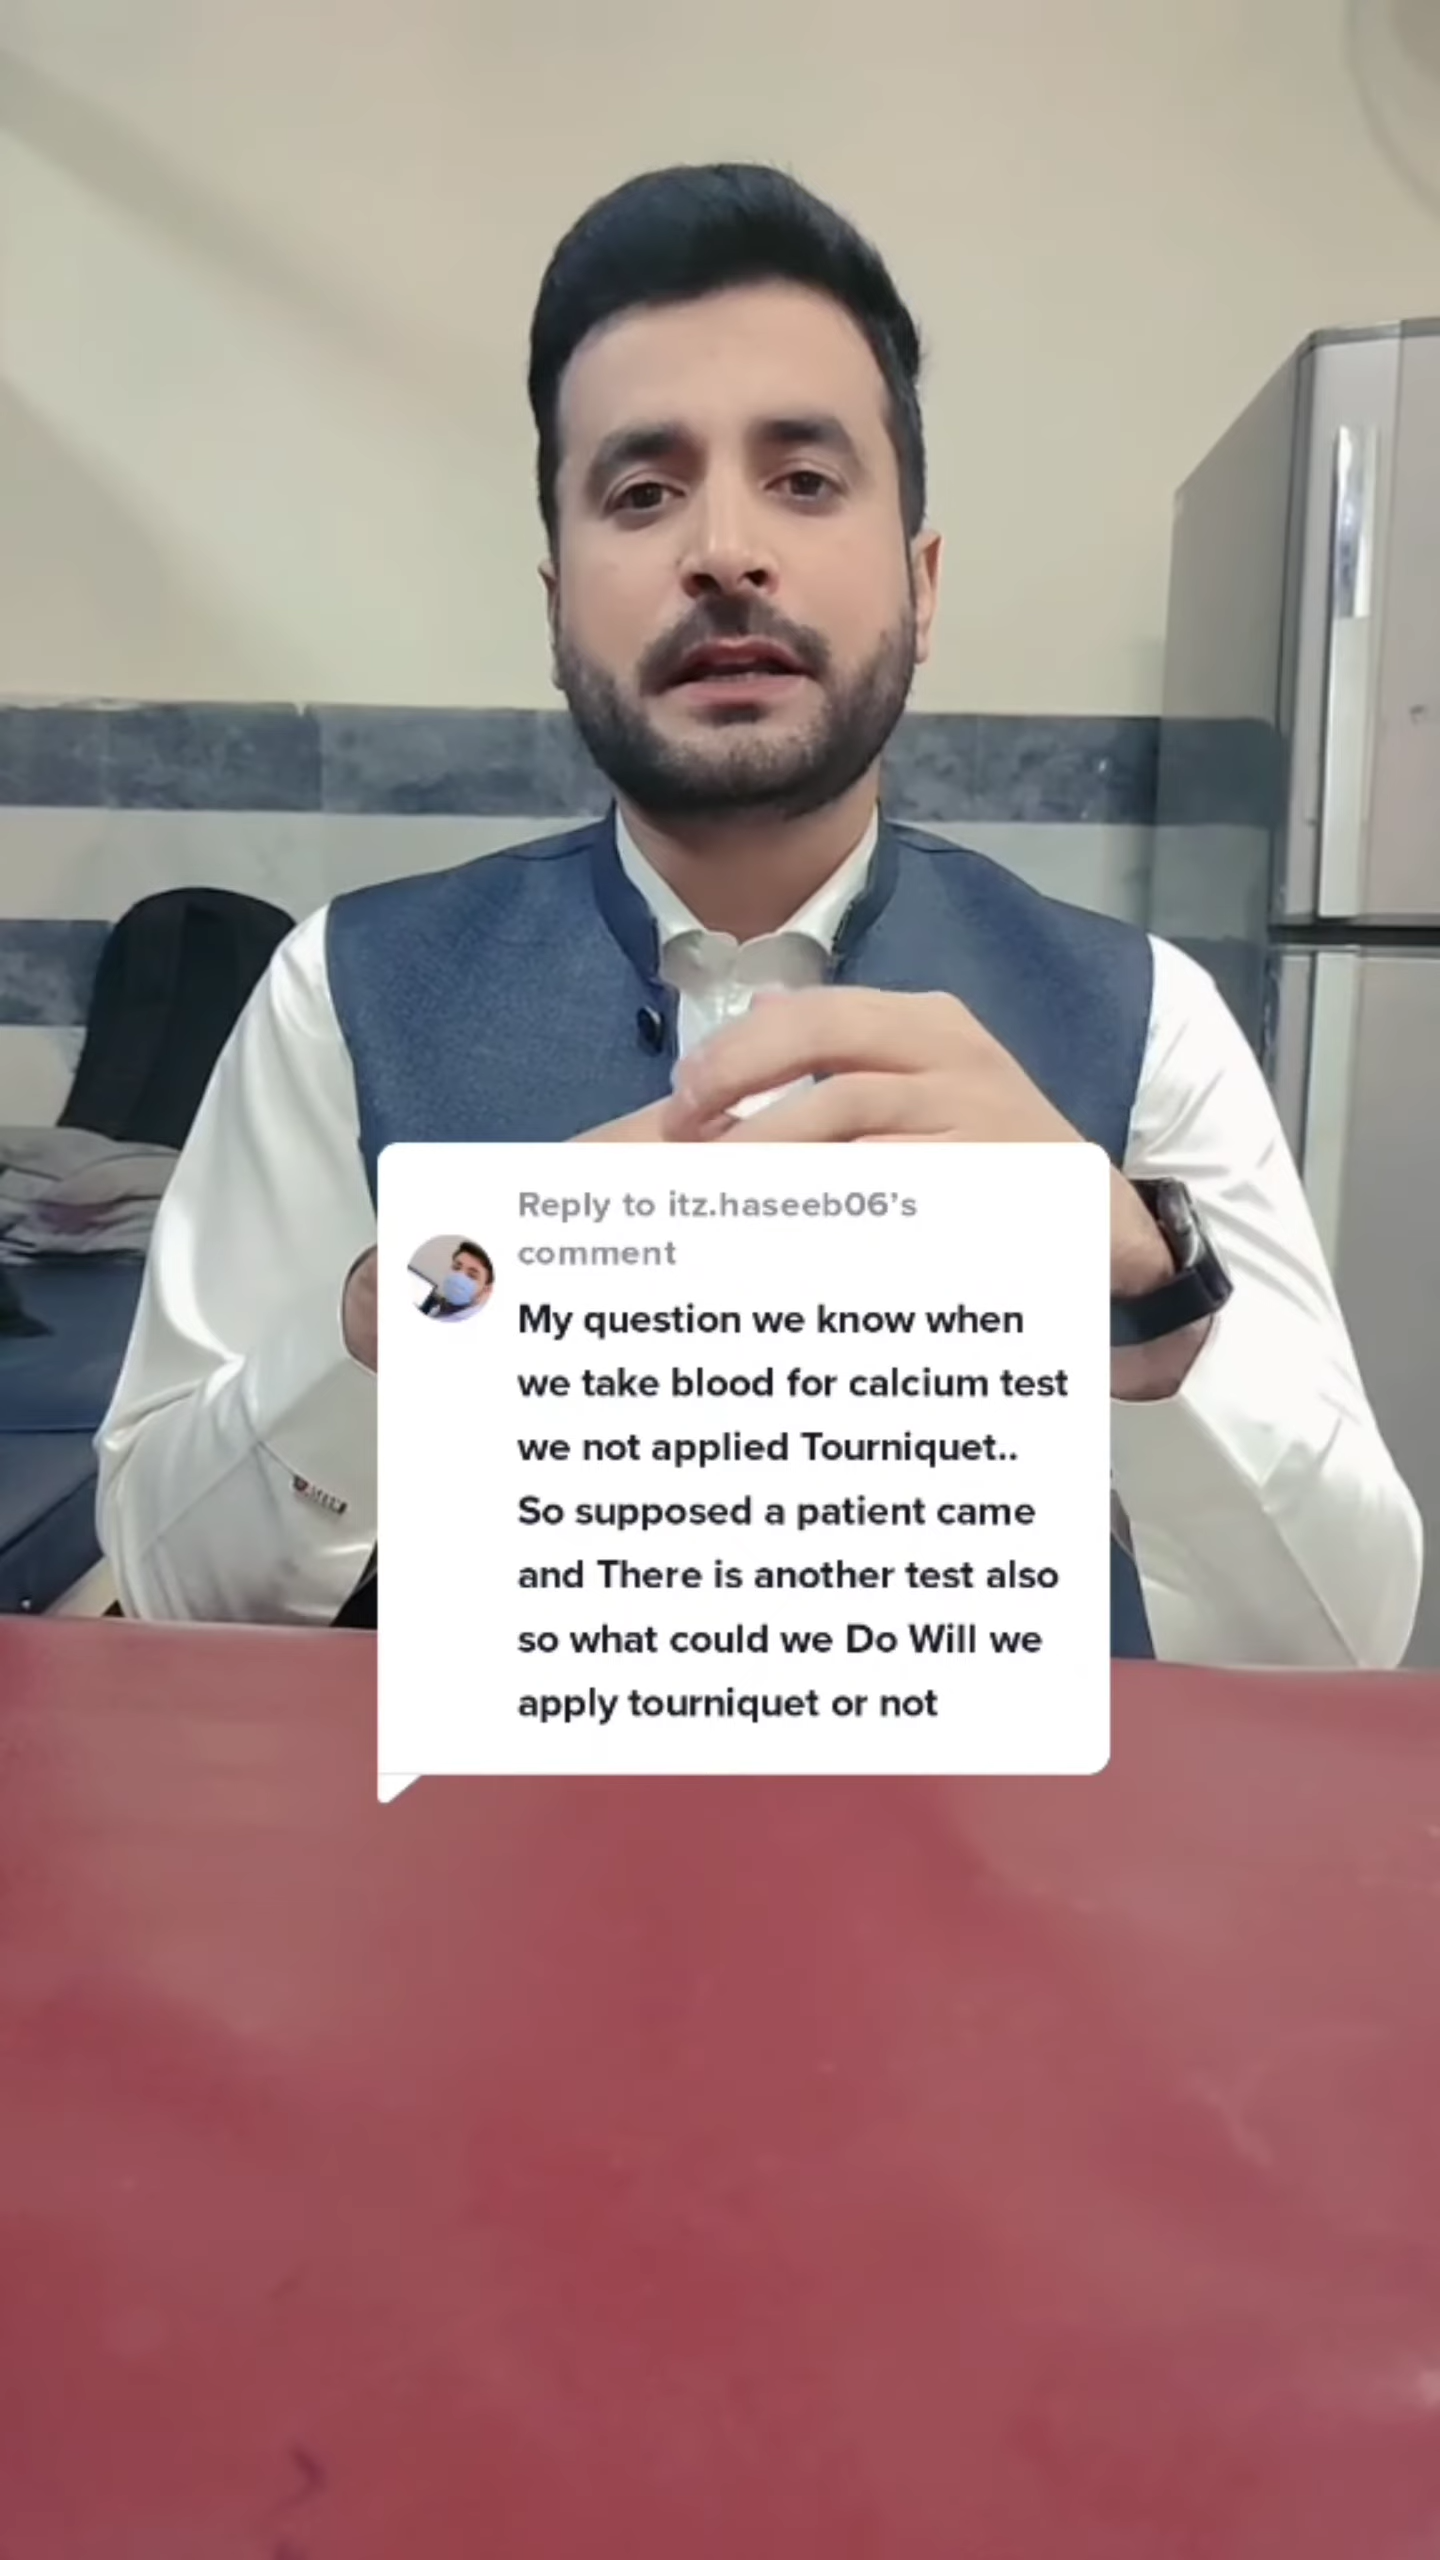 Reply to itz.haseeb06's
comment
My question we know when
we take blood for calcium test
we not applied Tourniquet..
So supposed a patient came
and There is another test also
so what could we Do Will we
apply tourniquet or not